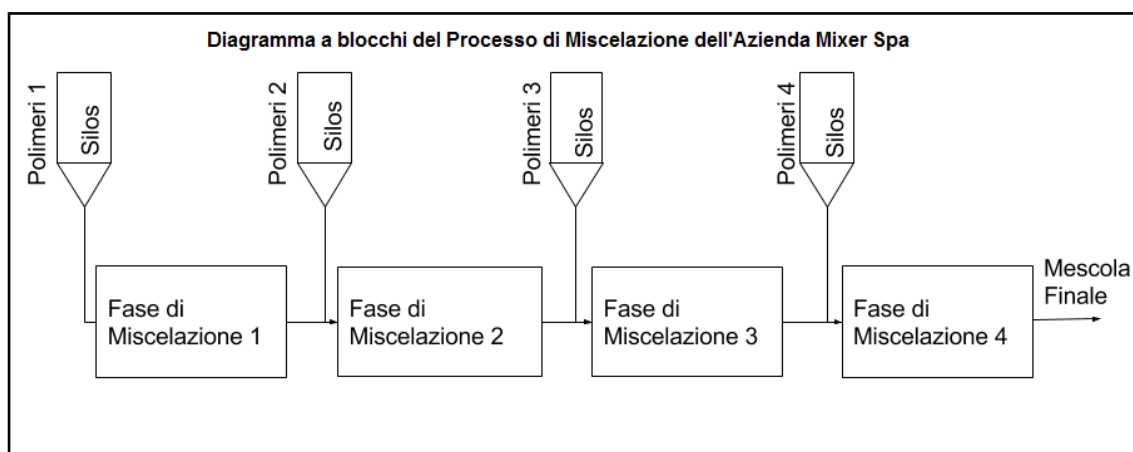 Diagramma a blocchi del Processo di Miscelazione dell'Azienda Mixer Spa
Polimeri 1
Silos
Polimeri 2
Silos
Polimeri 3
Silos
Polimeri 4
Silos
Fase di
Miscelazione 1
Fase di
Miscelazione 2
Fase di
Miscelazione 3
Fase di
Miscelazione 4
Mescola
Finale